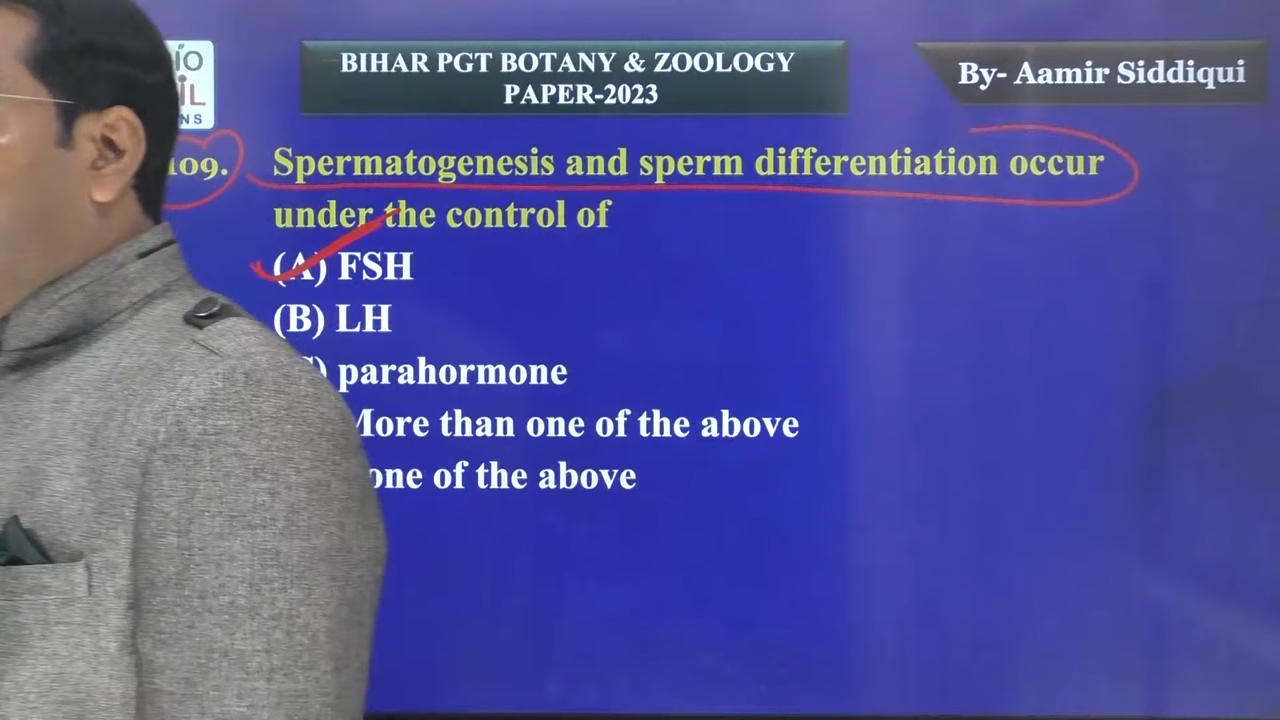 BIHAR PGT BOTANY & ZOOLOGY
PAPER-2023
By- Aamir Siddiqui
109. Spermatogenesis and sperm differentiation occur
under the control of
(A) FSH
(B) LH
parahormone
More than one of the above
of the above